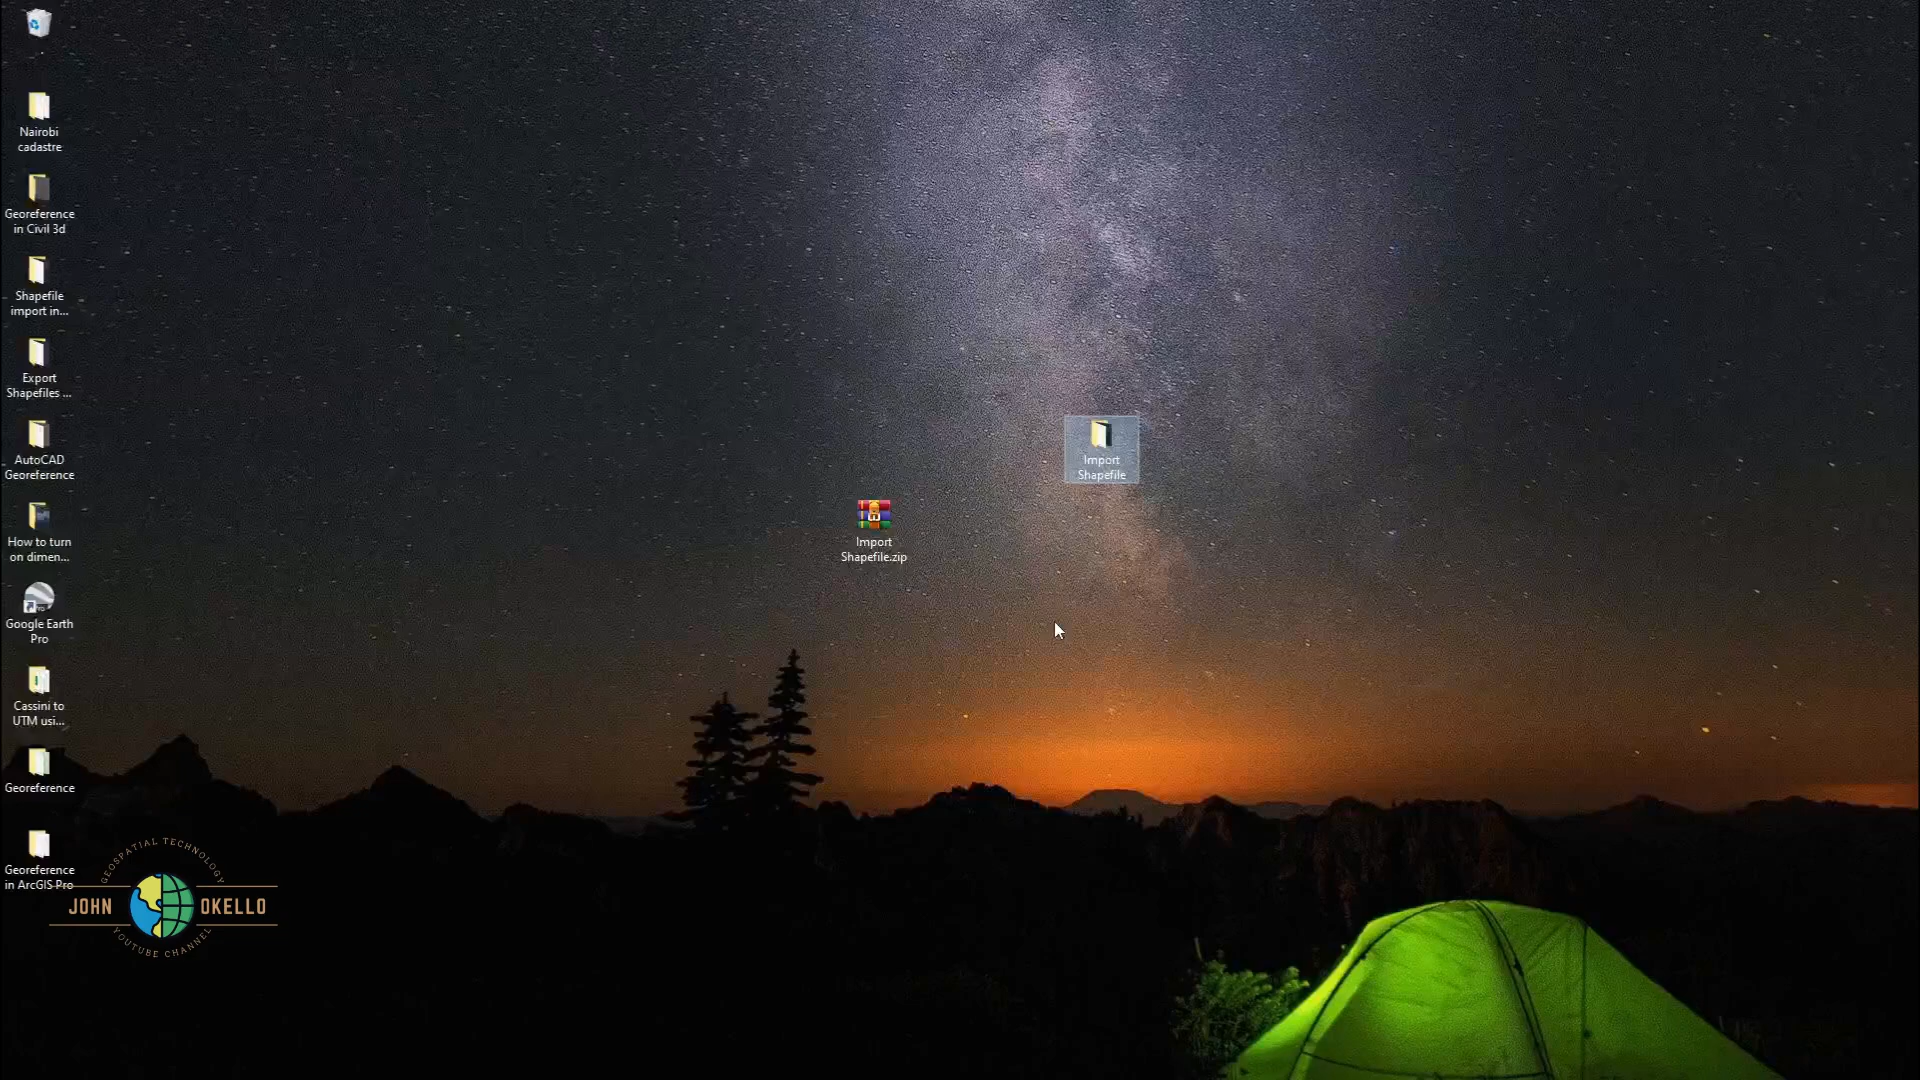 Nairobi
cadastre
Georeference
in Civil 3d
Shapefile
import in...
Export
Shapefiles ...
AutoCAD
Georeference
How to turn
on dimen...
Google Earth
Pro
Cassini to
UTM usi...
Georeference
Georeference
in ArcGIS Pro
Import
Shapefile
Import
Shapefile.zip
GEOSPATIAL TECHNOLOGY
JOHN OKELLO
YOUTUBE CHANNEL